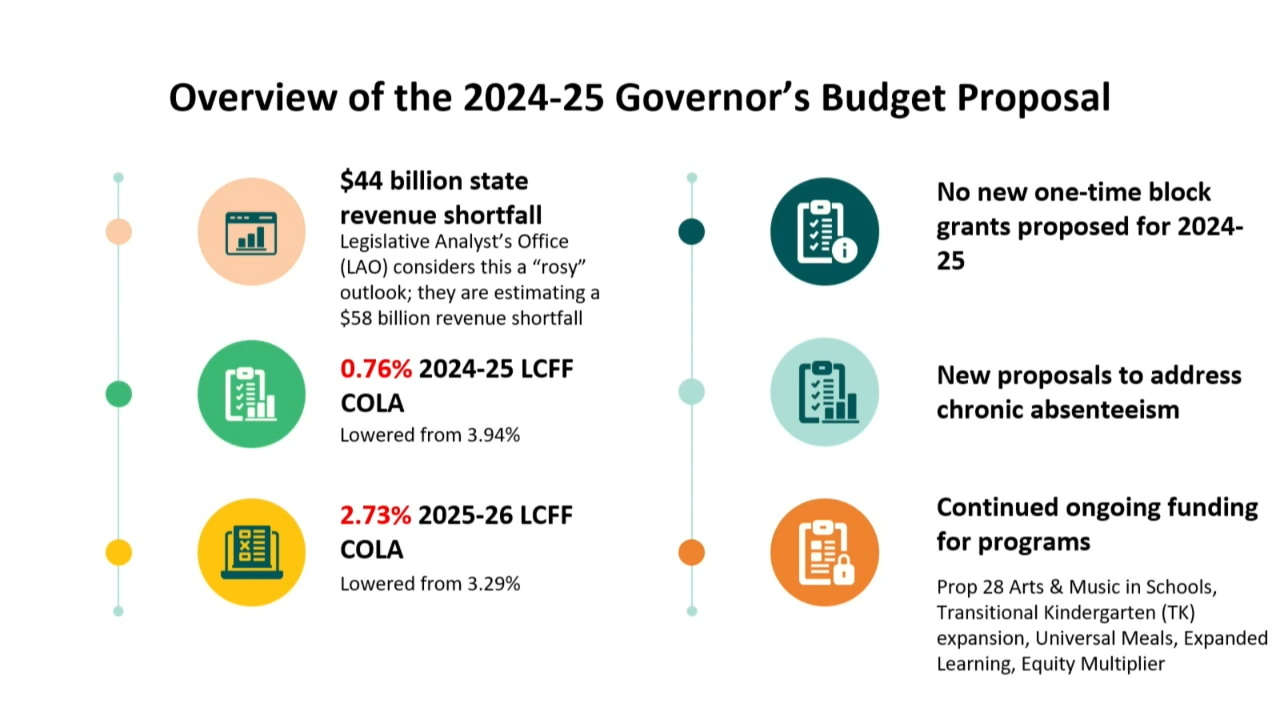 Overview of the 2024-25 Governor’s Budget Proposal
$44 billion state
revenue shortfall
Legislative Analyst’s Office
(LAO) considers this a “rosy”
outlook; they are estimating a
$58 billion revenue shortfall
0.76% 2024-25 LCFF
COLA
Lowered from 3.94%
2.73% 2025-26 LCFF
COLA
Lowered from 3.29%
No new one-time block
grants proposed for 2024-
25
New proposals to address
chronic absenteeism
Continued ongoing funding
for programs
Prop 28 Arts & Music in Schools,
Transitional Kindergarten (TK)
expansion, Universal Meals, Expanded
Learning, Equity Multiplier